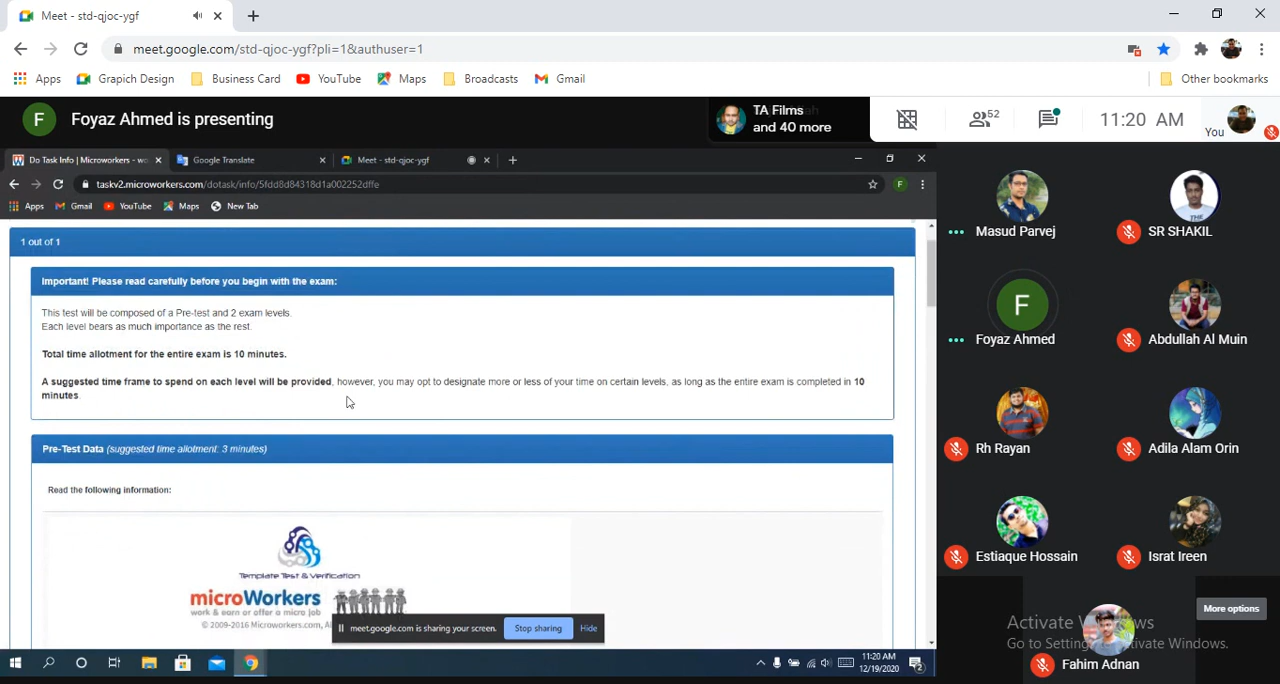 Meet - std-qjoc-ygf
meet.google.com/std-qjoc-ygf?pli=1&authuser=1
Apps Grapich Design Business Card YouTube Maps Broadcasts Gmail Other bookmarks
F Foyaz Ahmed is presenting
TA Films
and 40 more
52
11:20 AM
You
Do Task Info | Microworkers - wo Google Translate Meet - std-qjoc-ygf
taskv2.microworkers.com/dotask/info/5fdd8d84318d1a002252dffe
F
Apps Gmail YouTube Maps New Tab
1 out of 1
Important! Please read carefully before you begin with the exam:
This test will be composed of a Pre-test and 2 exam levels.
Each level bears as much importance as the rest.
Total time allotment for the entire exam is 10 minutes.
A suggested time frame to spend on each level will be provided, however, you may opt to designate more or less of your time on certain levels, as long as the entire exam is completed in 10
minutes.
Pre-Test Data (suggested time allotment: 3 minutes)
Read the following information:
Template Test & Verification
microWorkers
work & earn or offer a micro job
© 2009-2016 Microworkers.com,
meet.google.com is sharing your screen. Stop sharing Hide
11:20 AM
12/19/2020
2
Masud Parvej
SR SHAKIL
THE
F
Foyaz Ahmed
Abdullah Al Muin
Rh Rayan
Adila Alam Orin
Estiaque Hossain
Israt Ireen
More options
Activate Windows
Go to Settings to activate Windows.
Fahim Adnan